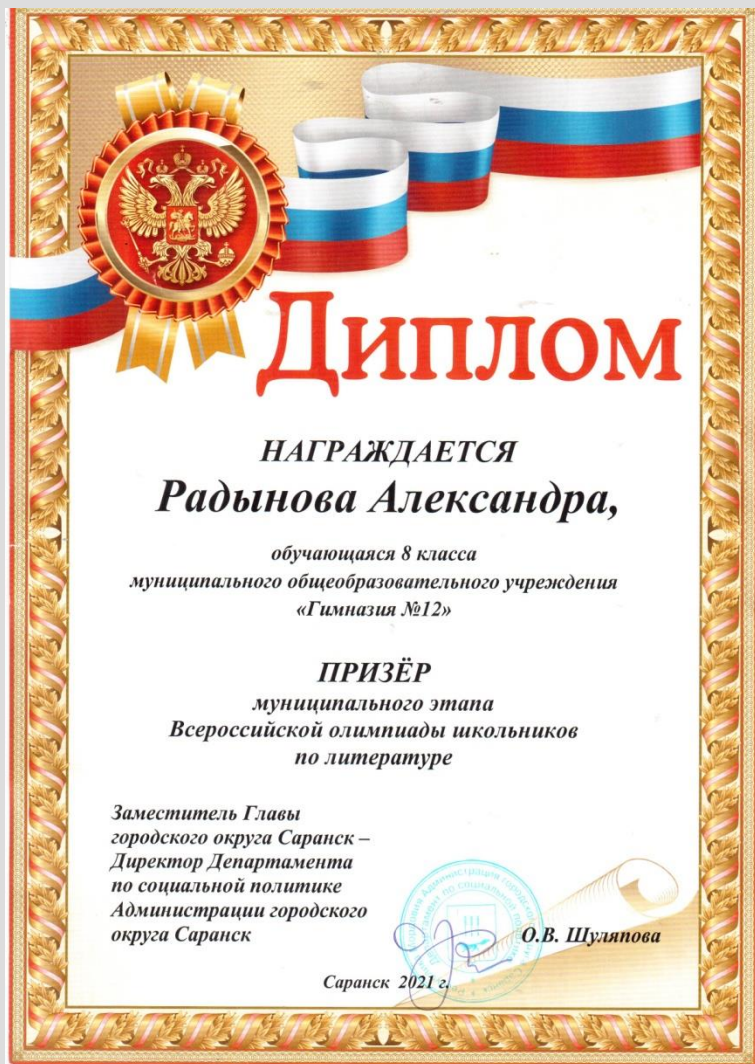 Диплом
НАГРАЖДАЕТСЯ
Радынова Александра,
обучающаяся 8 класса
муниципального общеобразовательного учреждения
«Гимназия №12»
ПРИЗЁР
муниципального этапа
Всероссийской олимпиады школьников
по литературе
Заместитель Главы
городского округа Саранск –
Директор Департамента
по социальной политике
Администрации городского
округа Саранск
О.В. Шуляпова
Саранск 2021 г.